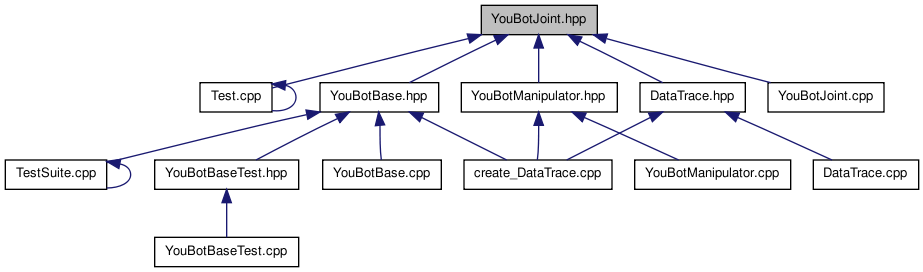 YouBotJoint.hpp
Test.cpp
YouBotBase.hpp
YouBotManipulator.hpp
DataTrace.hpp
YouBotJoint.cpp
TestSuite.cpp
YouBotBaseTest.hpp
YouBotBase.cpp
create_DataTrace.cpp
YouBotManipulator.cpp
DataTrace.cpp
YouBotBaseTest.cpp